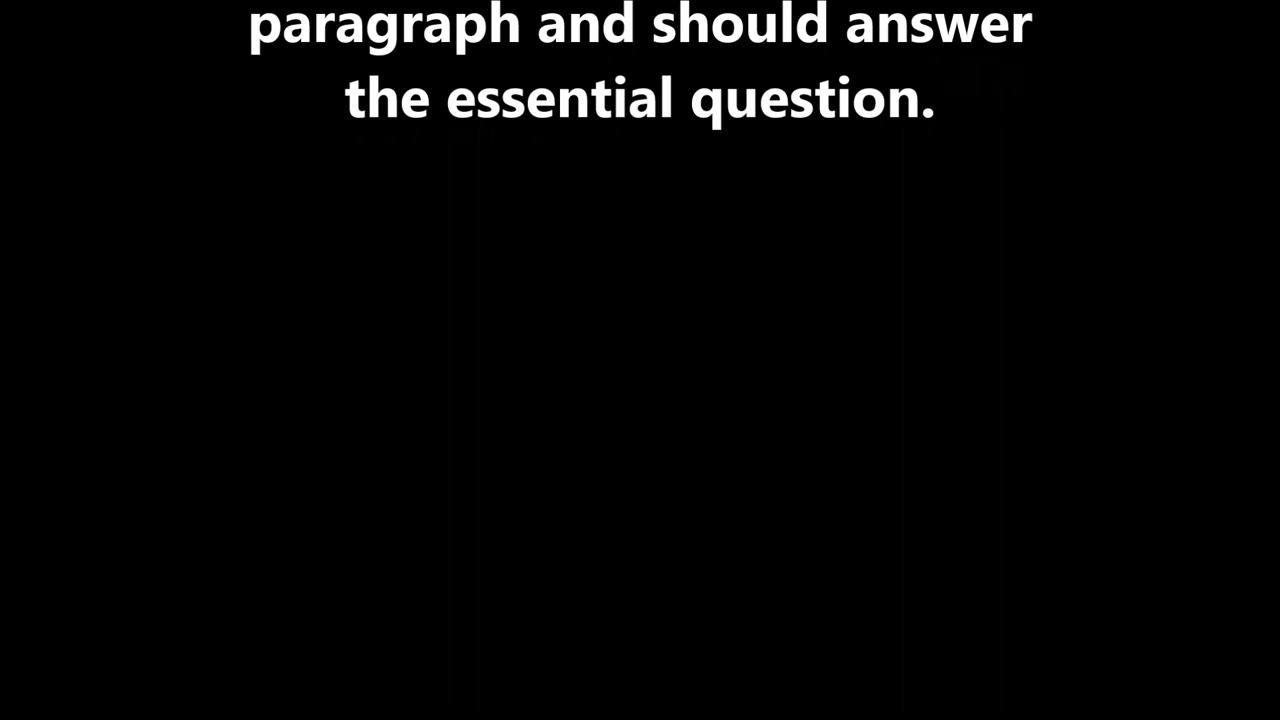 paragraph and should answer
the essential question.